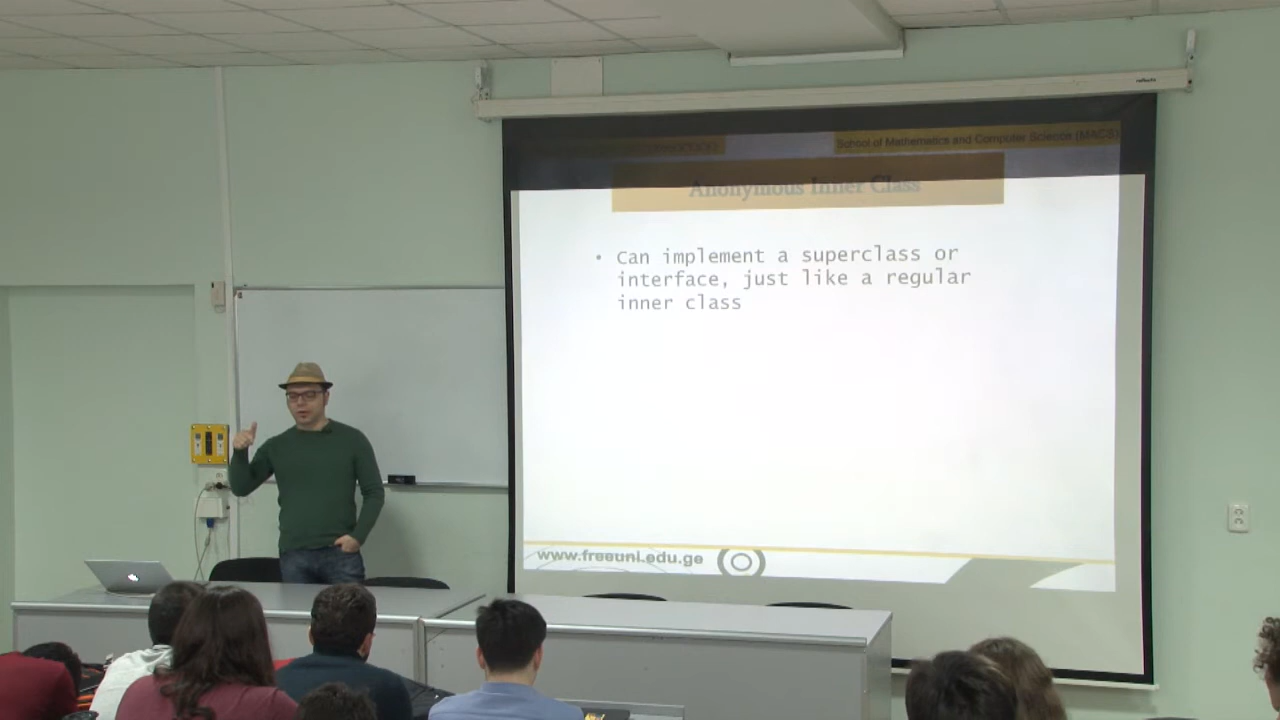 School of Mathematics and Computer Science (MACS)
Anonymous Inner Class
• Can implement a superclass or
interface, just like a regular
inner class
www.freeuni.edu.ge